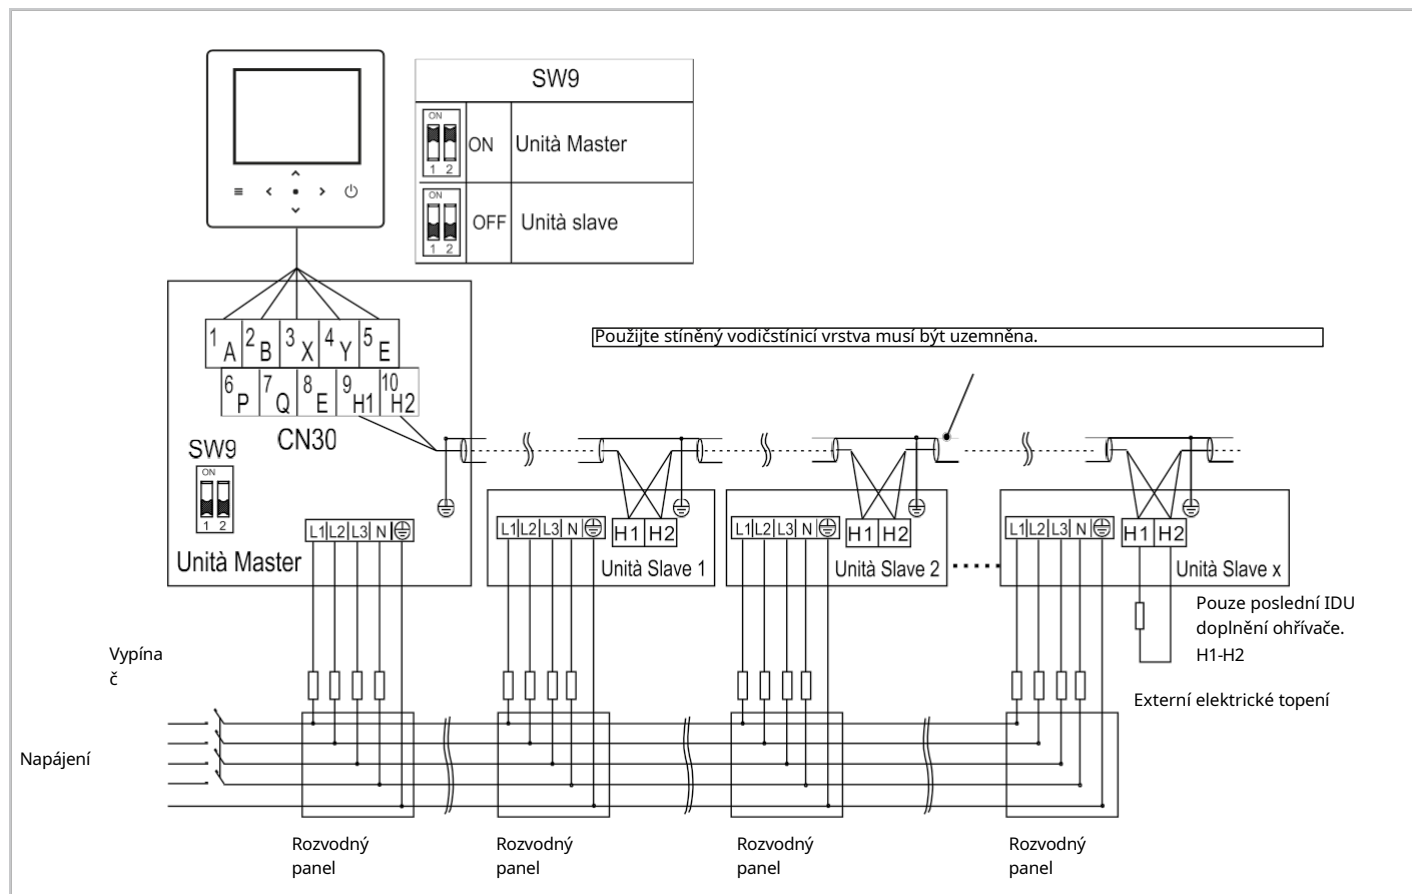 SW9
ON
ON
Unità Master
1 2
ON
OFF
Unità slave
1 2
1 A 2 B 3 X 4 Y 5 E
6 P 7 Q 8 E 9 H1 10 H2
CN30
Použijte stíněný vodičstínicí vrstva musí být uzemněna.
SW9
ON
1 2
L1 L2 L3 N
Unità Master
L1 L2 L3 N
H1 H2
Unità Slave 1
L1 L2 L3 N
H1 H2
Unità Slave 2
L1 L2 L3 N
H1 H2
Unità Slave x
Pouze poslední IDU
doplnění ohřívače.
H1-H2
Vypína
č
Externí elektrické topení
Napájení
Rozvodný
panel
Rozvodný
panel
Rozvodný
panel
Rozvodný
panel